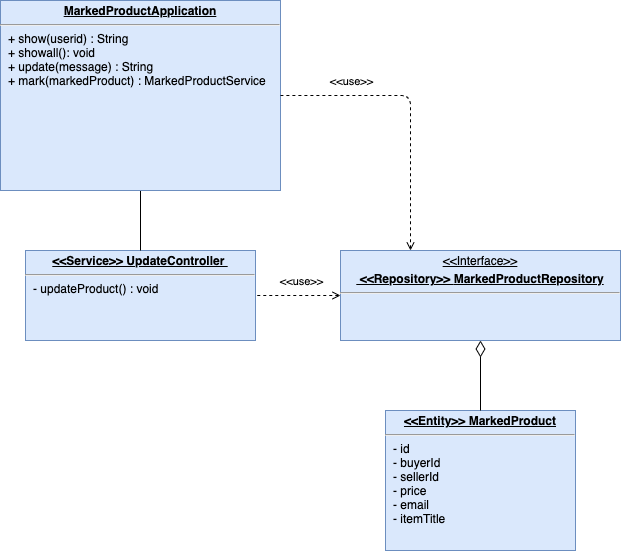 MarkedProductApplication
+ show(userid) : String
+ showall(): void
+ update(message) : String
+ mark(markedProduct) : MarkedProductService
<<use>>
<<Service>> UpdateController
- updateProduct() : void
<<use>>
<<Interface>>
<<Repository>> MarkedProductRepository
<<Entity>> MarkedProduct
- id
- buyerId
- sellerId
- price
- email
- itemTitle